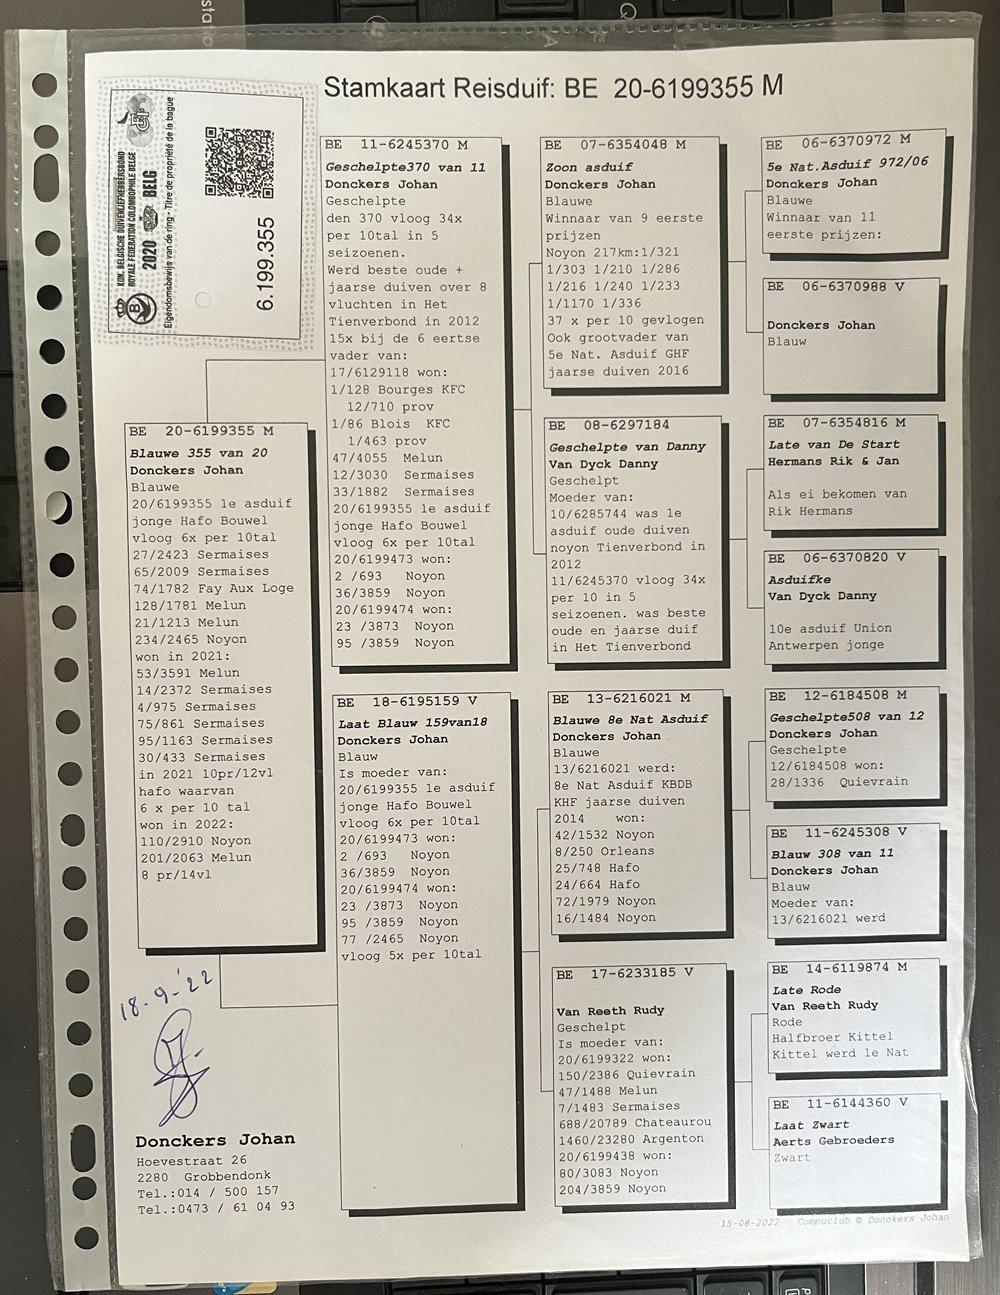 Stamkaart Reisduif: BE 20-6199355 M
KON. BELGISCHE DUIVENLIEFHEBBERSBOND
ROYALE FEDERATION COLOMBOPHILE BELGE
2020 BELG
Eigendomsbewijs van de ring - Titre de propriété de la bague
6.199.355
BE 20-6199355 M
Blauwe 355 van 20
Donckers Johan
Blauwe
20/6199355 1e asduif
jonge Hafo Bouwel
vloog 6x per 10tal
27/2423 Sermaises
65/2009 Sermaises
74/1782 Fay Aux Loge
128/1781 Melun
21/1213 Melun
234/2465 Noyon
won in 2021:
53/3591 Melun
14/2372 Sermaises
4/975 Sermaises
75/861 Sermaises
95/1163 Sermaises
30/433 Sermaises
in 2021 10pr/12vl
hafo waarvan
6 x per 10 tal
won in 2022:
110/2910 Noyon
201/2063 Melun
8 pr/14vl
18-9-'22
Donckers Johan
Hoevestraat 26
2280 Grobbendonk
Tel.:014 / 500 157
Tel.:0473 / 61 04 93
BE 11-6245370 M
Geschelpte370 van 11
Donckers Johan
Geschelpte
den 370 vloog 34x
per 10tal in 5
seizoenen.
Werd beste oude +
jaarse duiven over 8
vluchten in Het
Tienverbond in 2012
15x bij de 6 eertse
vader van:
17/6129118 won:
1/128 Bourges KFC
12/710 prov
1/86 Blois KFC
1/463 prov
47/4055 Melun
12/3030 Sermaises
33/1882 Sermaises
20/6199355 1e asduif
jonge Hafo Bouwel
vloog 6x per 10tal
20/6199473 won:
2 /693 Noyon
36/3859 Noyon
20/6199474 won:
23 /3873 Noyon
95 /3859 Noyon
BE 18-6195159 V
Laat Blauw 159van18
Donckers Johan
Blauw
Is moeder van:
20/6199355 1e asduif
jonge Hafo Bouwel
vloog 6x per 10tal
20/6199473 won:
2 /693 Noyon
36/3859 Noyon
20/6199474 won:
23 /3873 Noyon
95 /3859 Noyon
77 /2465 Noyon
vloog 5x per 10tal
BE 07-6354048 M
Zoon asduif
Donckers Johan
Blauwe
Winnaar van 9 eerste
prijzen
Noyon 217km:1/321
1/303 1/210 1/286
1/216 1/240 1/233
1/1170 1/336
37 x per 10 gevlogen
Ook grootvader van
5e Nat. Asduif GHF
jaarse duiven 2016
BE 08-6297184
Geschelpte van Danny
Van Dyck Danny
Geschelpt
Moeder van:
10/6285744 was 1e
asduif oude duiven
noyon Tienverbond in
2012
11/6245370 vloog 34x
per 10 in 5
seizoenen. was beste
oude en jaarse duif
in Het Tienverbond
BE 13-6216021 M
Blauwe 8e Nat Asduif
Donckers Johan
Blauwe
13/6216021 werd:
8e Nat Asduif KBDB
KHF jaarse duiven
2014 won:
42/1532 Noyon
8/250 Orleans
25/748 Hafo
24/664 Hafo
72/1979 Noyon
16/1484 Noyon
BE 17-6233185 V
Van Reeth Rudy
Geschelpt
Is moeder van:
20/6199322 won:
150/2386 Quievrain
47/1488 Melun
7/1483 Sermaises
688/20789 Chateaurou
1460/23280 Argenton
20/6199438 won:
80/3083 Noyon
204/3859 Noyon
BE 06-6370972 M
5e Nat.Asduif 972/06
Donckers Johan
Blauwe
Winnaar van 11
eerste prijzen:
BE 06-6370988 V
Donckers Johan
Blauw
BE 07-6354816 M
Late van De Start
Hermans Rik & Jan
Als ei bekomen van
Rik Hermans
BE 06-6370820 V
Asduifke
Van Dyck Danny
10e asduif Union
Antwerpen jonge
BE 12-6184508 M
Geschelpte508 van 12
Donckers Johan
Geschelpte
12/6184508 won:
28/1336 Quievrain
BE 11-6245308 V
Blauw 308 van 11
Donckers Johan
Blauw
Moeder van:
13/6216021 werd
BE 14-6119874 M
Late Rode
Van Reeth Rudy
Rode
Halfbroer Kittel
Kittel werd 1e Nat
BE 11-6144360 V
Laat Zwart
Aerts Gebroeders
Zwart
15-08-2022 Compuclub © Donckers Johan